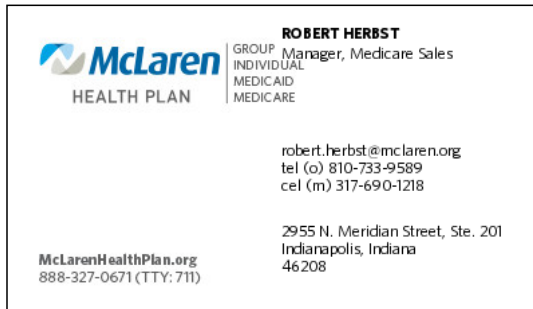 McLaren
HEALTH PLAN
GROUP
INDIVIDUAL
MEDICAID
MEDICARE
ROBERT HERBST
Manager, Medicare Sales
robert.herbst@mclaren.org
tel (o) 810-733-9589
cel (m) 317-690-1218
2955 N. Meridian Street, Ste. 201
Indianapolis, Indiana
46208
McLarenHealthPlan.org
888-327-0671 (TTY: 711)